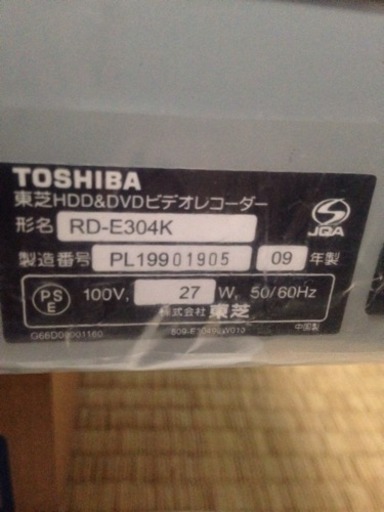 TOSHIBA
東芝HDD&DVDビデオレコーダー
形名 RD-E304K
JQA
製造番号 PL19901905 09 年製
PS E 100V, 27 W, 50/60Hz
株式会社 東芝
中国製